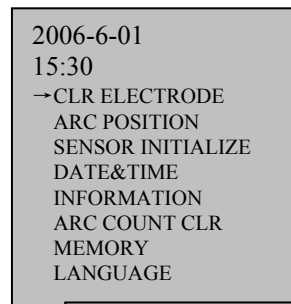 2006-6-01
15:30
→CLR ELECTRODE
ARC POSITION
SENSOR INITIALIZE
DATE&TIME
INFORMATION
ARC COUNT CLR
MEMORY
LANGUAGE